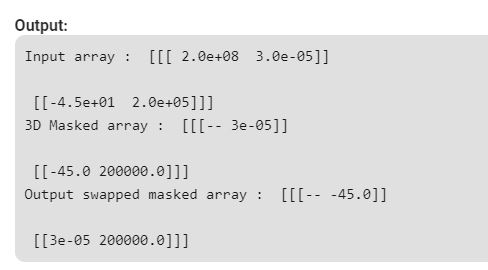 Output:
Input array :  [[[ 2.0e+08  3.0e-05]]
 [[-4.5e+01  2.0e+05]]]
3D Masked array :  [[[-- 3e-05]]
 [[-45.0 200000.0]]]
Output swapped masked array :  [[[-- -45.0]]
 [[3e-05 200000.0]]]